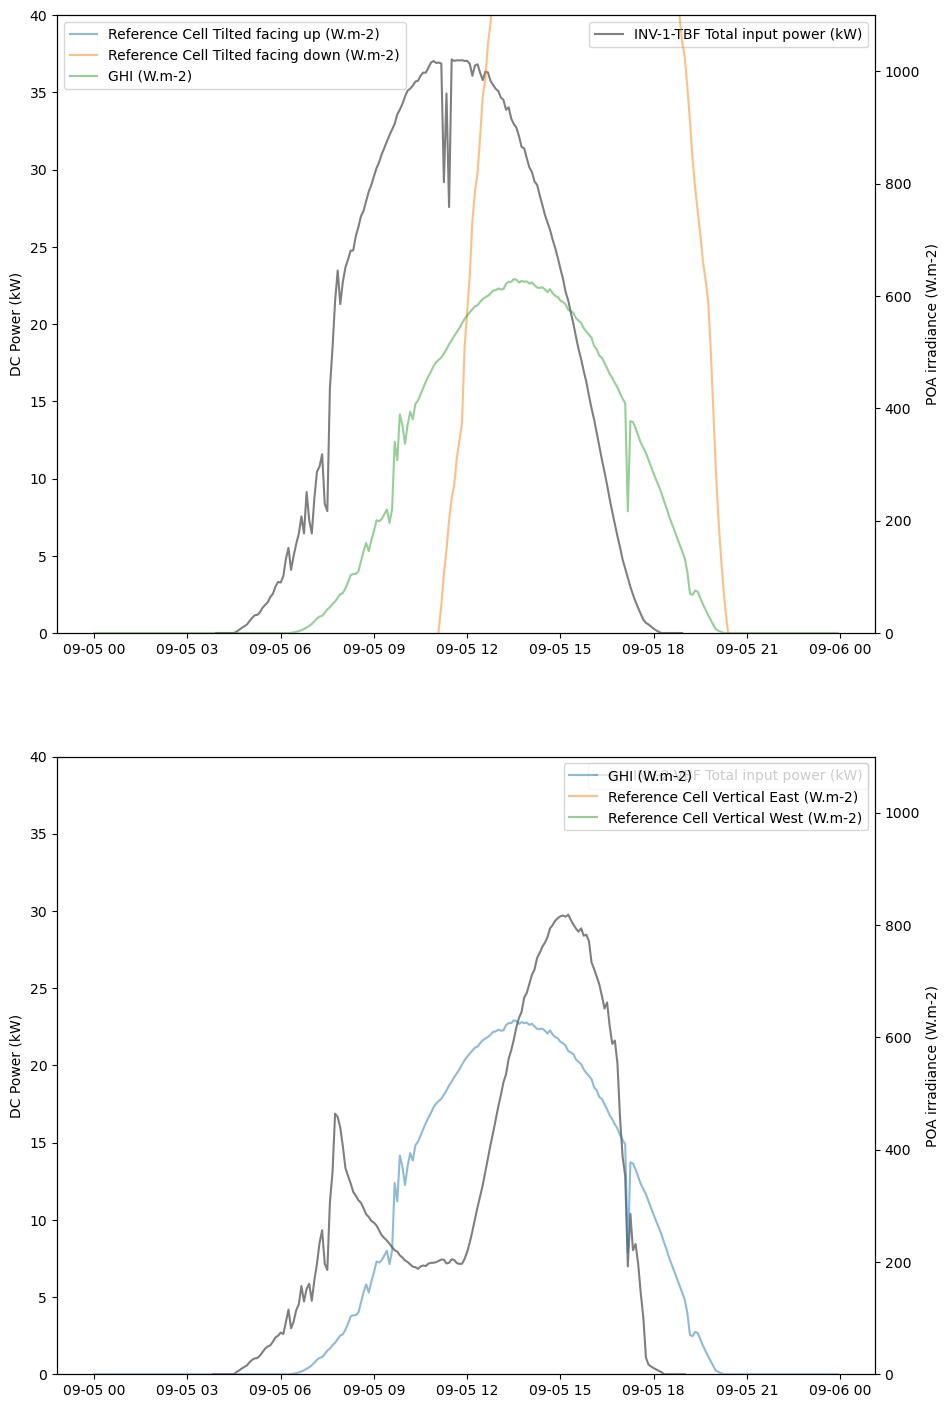 40
35
30
25
20
15
10
5
0
DC Power (kW)
Reference Cell Tilted facing up (W.m-2)
Reference Cell Tilted facing down (W.m-2)
GHI (W.m-2)
INV-1-TBF Total input power (kW)
1000
800
600
400
200
0
POA irradiance (W.m-2)
09-05 00 09-05 03 09-05 06 09-05 09 09-05 12 09-05 15 09-05 18 09-05 21 09-06 00
40
35
30
25
20
15
10
5
0
DC Power (kW)
GHI (W.m-2)
Total input power (kW)
Reference Cell Vertical East (W.m-2)
Reference Cell Vertical West (W.m-2)
1000
800
600
400
200
0
POA irradiance (W.m-2)
09-05 00 09-05 03 09-05 06 09-05 09 09-05 12 09-05 15 09-05 18 09-05 21 09-06 00